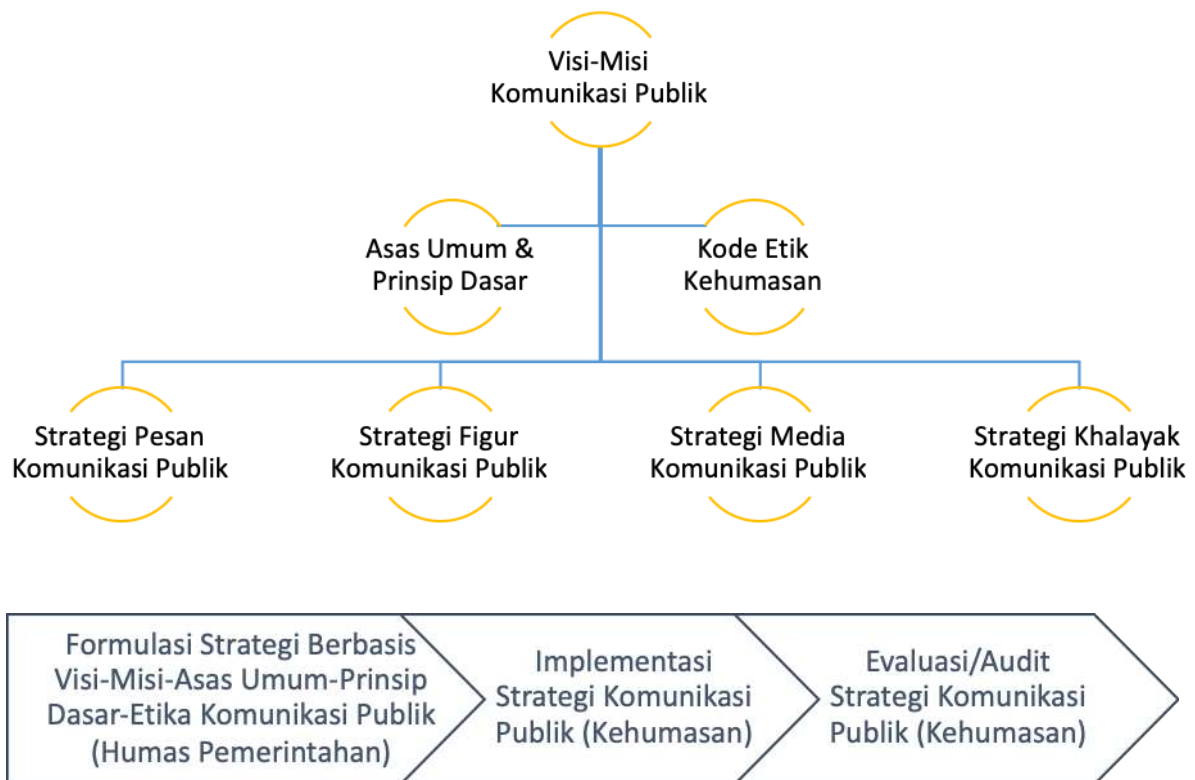 Visi-Misi
Komunikasi Publik
Asas Umum &
Prinsip Dasar
Kode Etik
Kehumasan
Strategi Pesan
Komunikasi Publik
Strategi Figur
Komunikasi Publik
Strategi Media
Komunikasi Publik
Strategi Khalayak
Komunikasi Publik
Formulasi Strategi Berbasis
Visi-Misi-Asas Umum-Prinsip
Dasar-Etika Komunikasi Publik
(Humas Pemerintahan)
Implementasi
Strategi Komunikasi
Publik (Kehumasan)
Evaluasi/Audit
Strategi Komunikasi
Publik (Kehumasan)